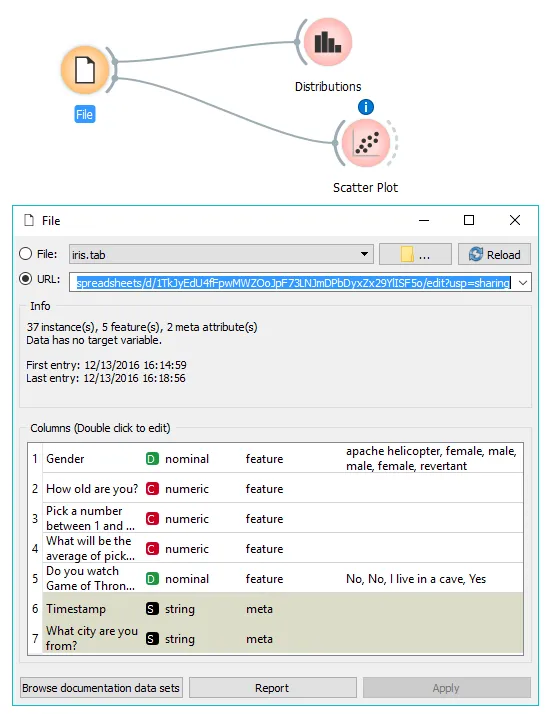 File
Distributions
i
Scatter Plot
File
File: iris.tab ... Reload
URL: spreadsheets/d/1TkJyEdU4fFpwMWZOoJpF73LNJmDPbDyxZx29YlISF5o/edit?usp=sharing
Info
37 instance(s), 5 feature(s), 2 meta attribute(s)
Data has no target variable.
First entry: 12/13/2016 16:14:59
Last entry: 12/13/2016 16:18:56
Columns (Double click to edit)
1 Gender D nominal feature apache helicopter, female, male,
male, female, revertant
2 How old are you? C numeric feature
3 Pick a number
between 1 and ... C numeric feature
4 What will be the
average of pick... C numeric feature
5 Do you watch
Game of Thron... D nominal feature No, No, I live in a cave, Yes
6 Timestamp S string meta
7 What city are you
from? S string meta
Browse documentation data sets Report Apply